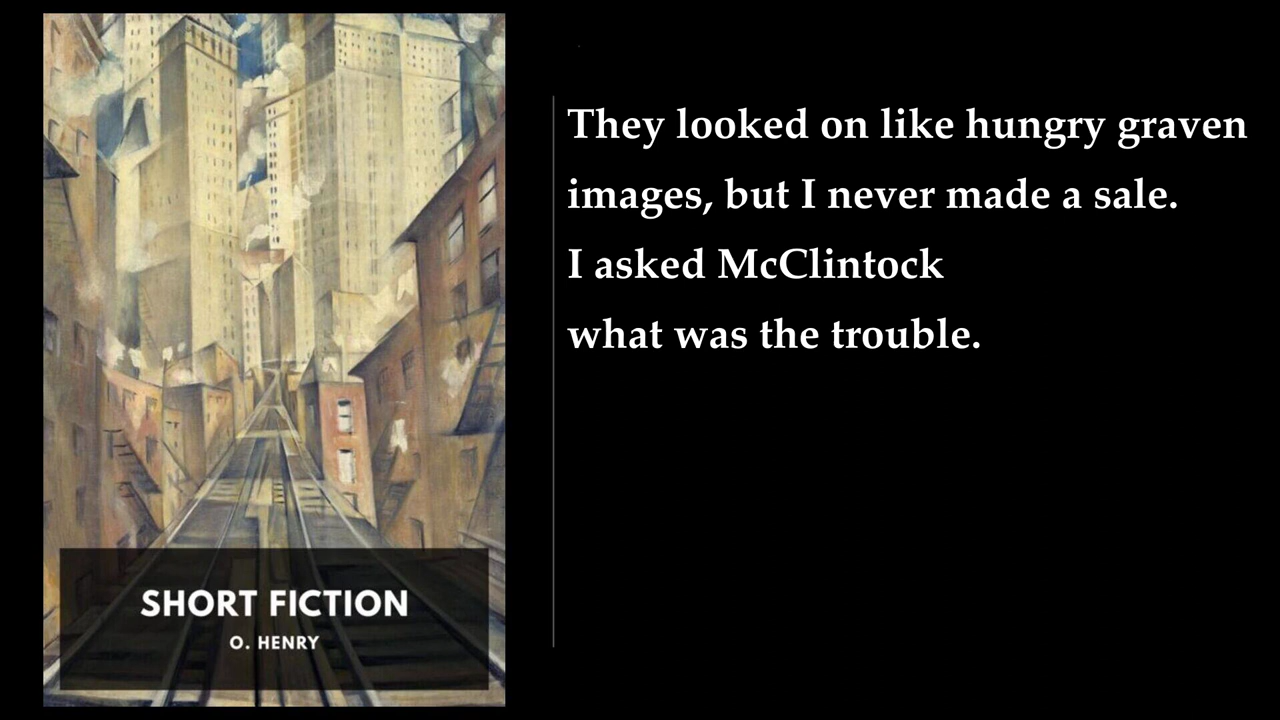 They looked on like hungry graven
images, but I never made a sale.
I asked McClintock
what was the trouble.
SHORT FICTION
O. HENRY